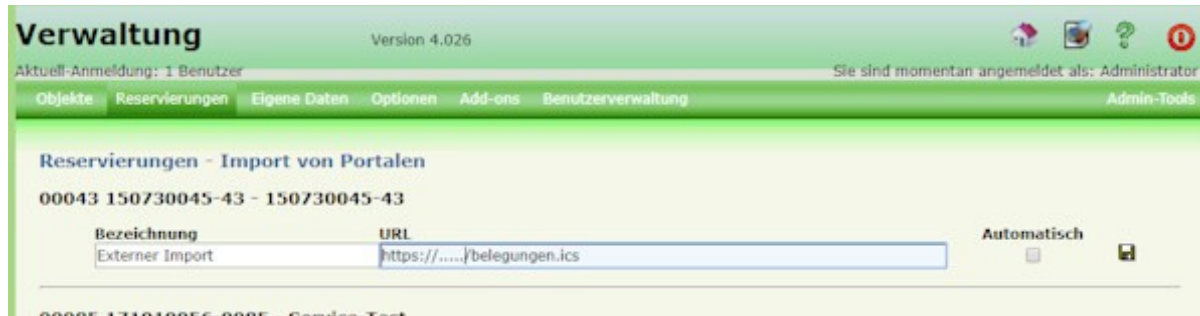 Verwaltung Version 4.026
Aktuell-Anmeldung: 1 Benutzer Sie sind momentan angemeldet als: Administrator
Objekte Reservierungen Eigene Daten Optionen Add-ons Benutzerverwaltung Admin-Tools
Reservierungen - Import von Portalen
00043 150730045-43 - 150730045-43
Bezeichnung URL Automatisch
Externer Import https://...../belegungen.ics
Service-Test